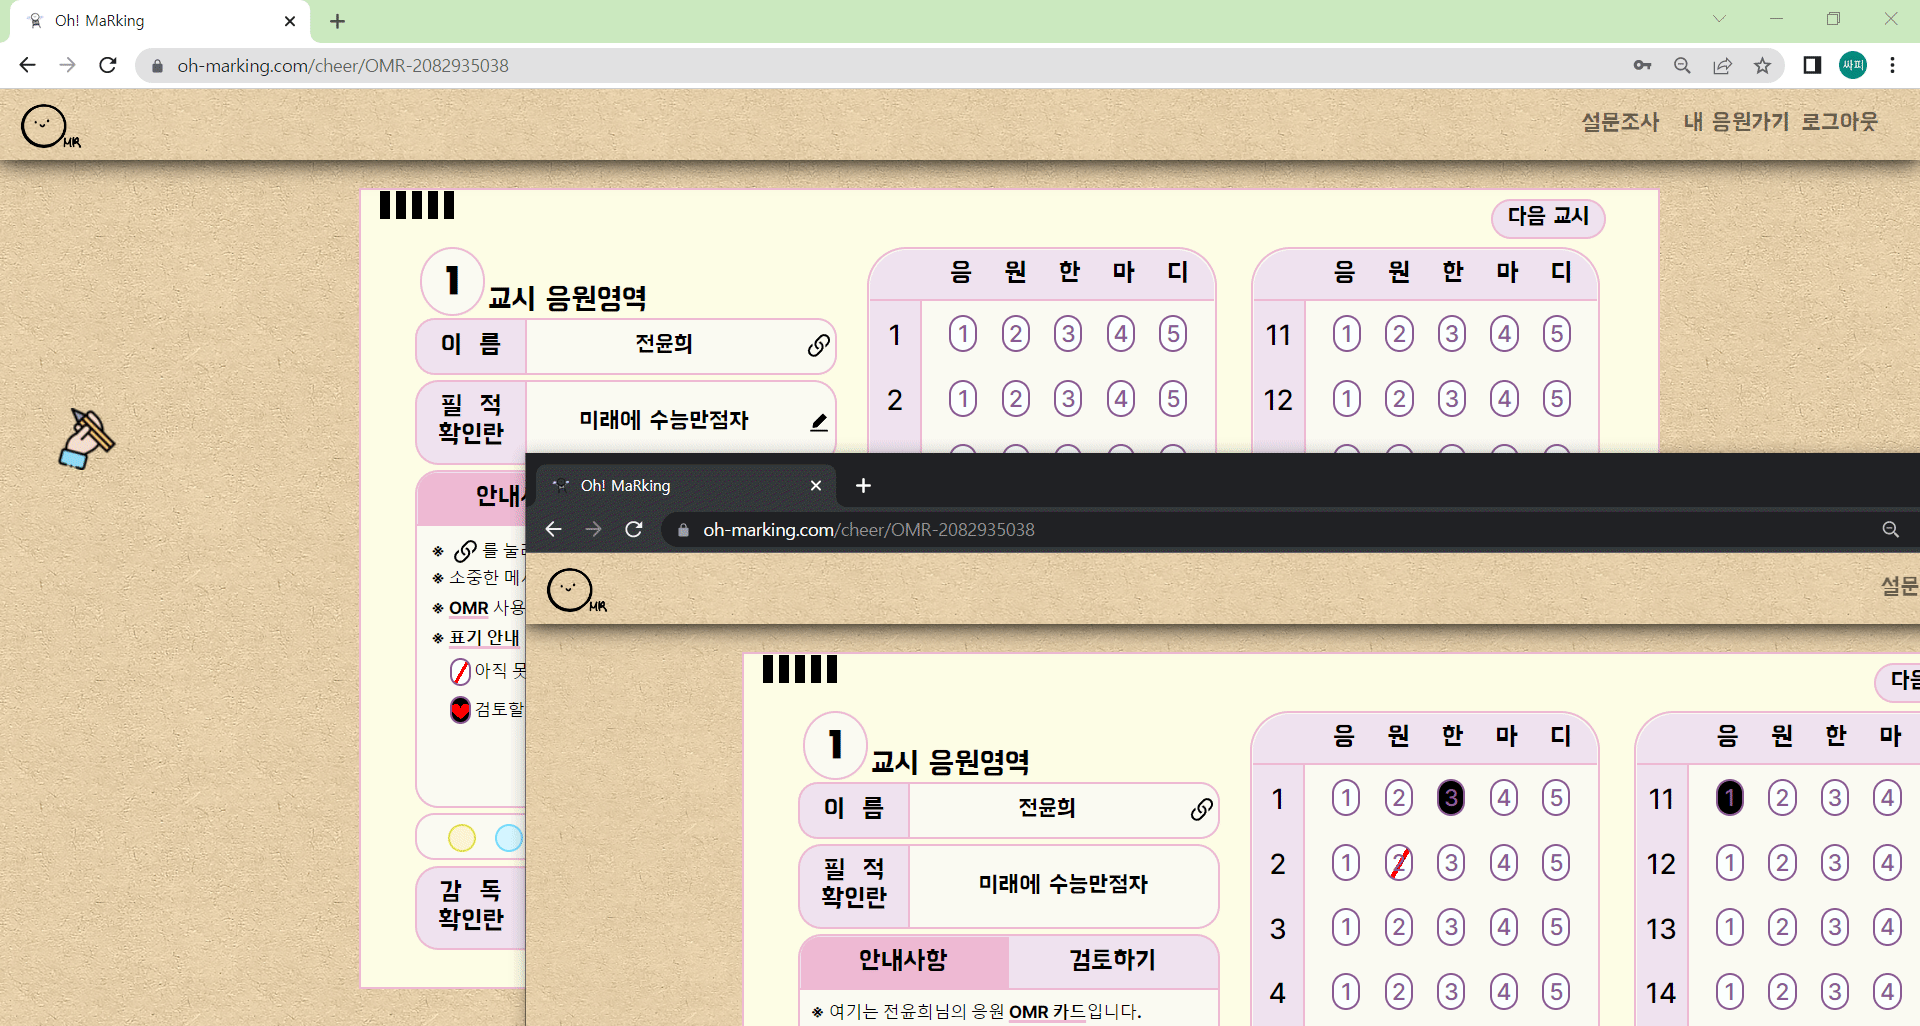 Oh! MaRking
oh-marking.com/cheer/OMR-2082935038
싸피
MR
설문조사 내 응원가기 로그아웃
다음 교시
1 교시 응원영역
이 름 전윤희
필 적 확인란 미래에 수능만점자
응 원 한 마 디
1 1 2 3 4 5
2 1 2 3 4 5
응 원 한 마 디
11 1 2 3 4 5
12 1 2 3 4 5
안내
※ 를 눌
※ 소중한 메
※ OMR 사용
※ 표기 안내
아직 못
검토할
감 독
확인란
Oh! MaRking
oh-marking.com/cheer/OMR-2082935038
MR
설문
다음
1 교시 응원영역
이 름 전윤희
필 적 확인란 미래에 수능만점자
안내사항 검토하기
※ 여기는 전윤희님의 응원 OMR 카드입니다.
응 원 한 마 디
1 1 2 3 4 5
2 1 2 3 4 5
3 1 2 3 4 5
4 1 2 3 4 5
응 원 한 마
11 1 2 3 4
12 1 2 3 4
13 1 2 3 4
14 1 2 3 4